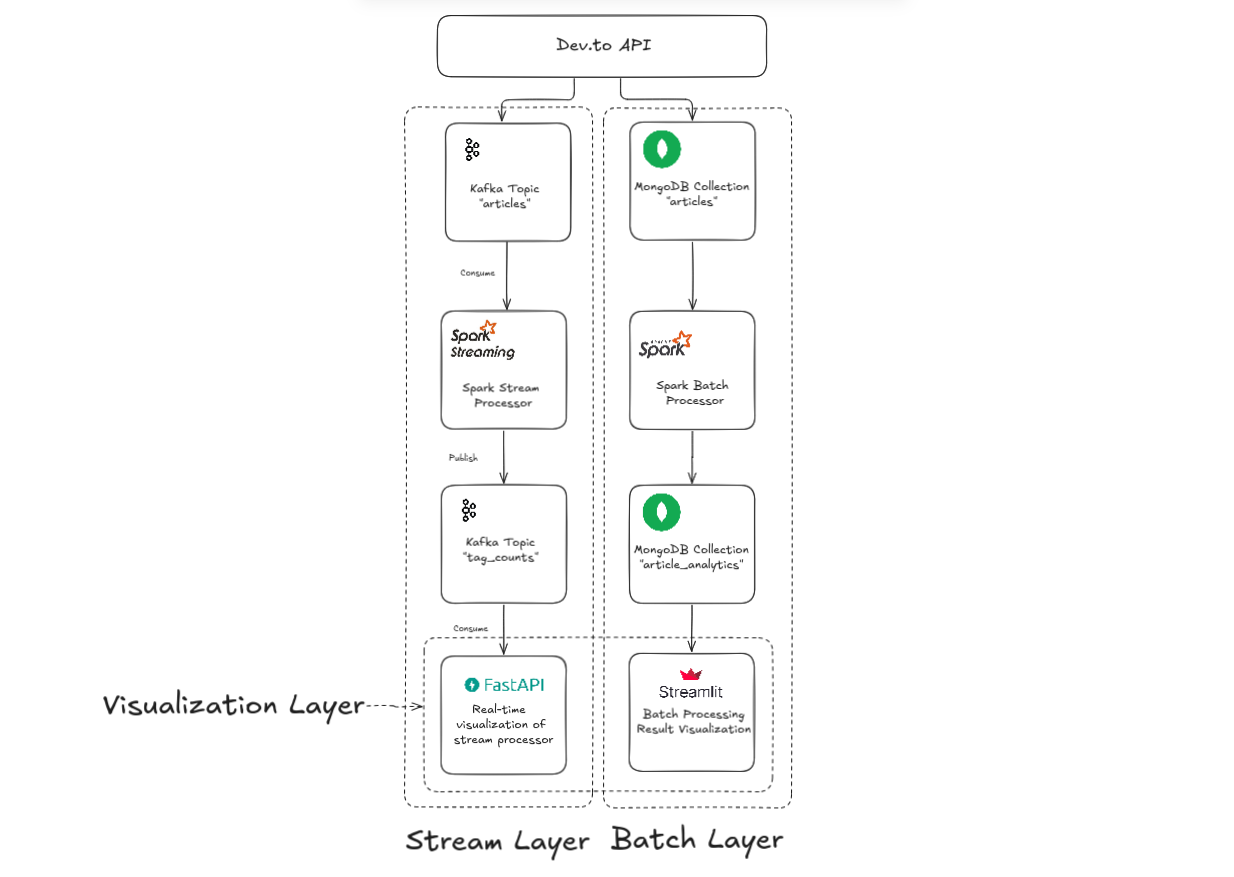 Dev.to API
Kafka Topic
"articles"
MongoDB Collection
"articles"
Consume
Spark
Streaming
Spark Stream
Processor
Spark
Spark Batch
Processor
Publish
Kafka Topic
"tag_counts"
MongoDB Collection
"article_analytics"
Consume
Visualization Layer
FastAPI
Real-time
visualization of
stream processor
Streamlit
Batch Processing
Result Visualization
Stream Layer
Batch Layer